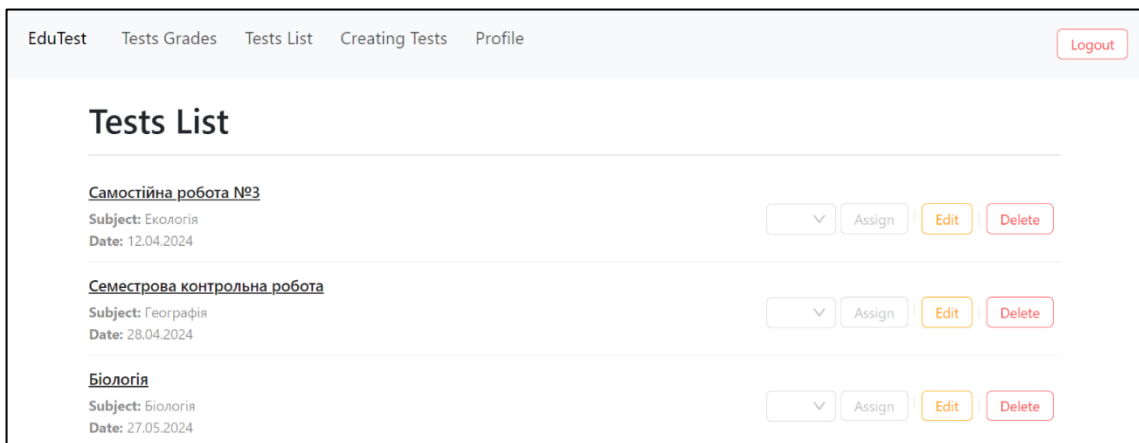 EduTest Tests Grades Tests List Creating Tests Profile Logout
Tests List
Самостійна робота №3
Subject: Екологія
Date: 12.04.2024
Assign Edit Delete
Семестрова контрольна робота
Subject: Географія
Date: 28.04.2024
Assign Edit Delete
Біологія
Subject: Біологія
Date: 27.05.2024
Assign Edit Delete